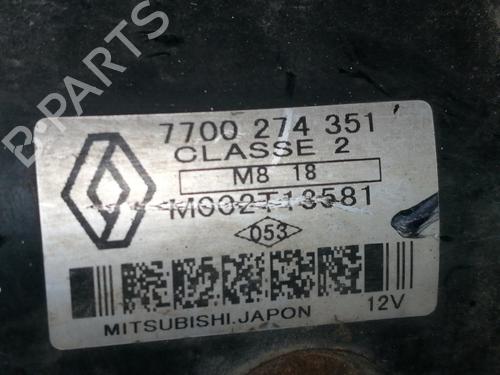 B-PARTS
7700 274 351
CLASSE 2
M8 18
M002T13581
053
12V
MITSUBISHI.JAPON